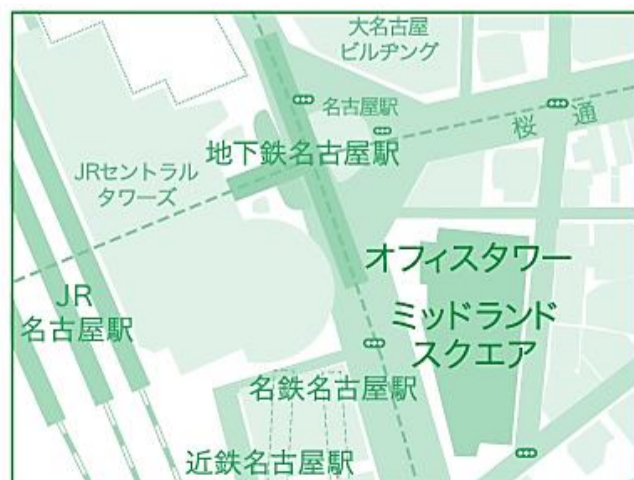 大名古屋
ビルヂング
名古屋駅
桜通
地下鉄名古屋駅
JRセントラル
タワーズ
オフィスタワー
JR
名古屋駅
ミッドランド
スクエア
名鉄名古屋駅
近鉄名古屋駅